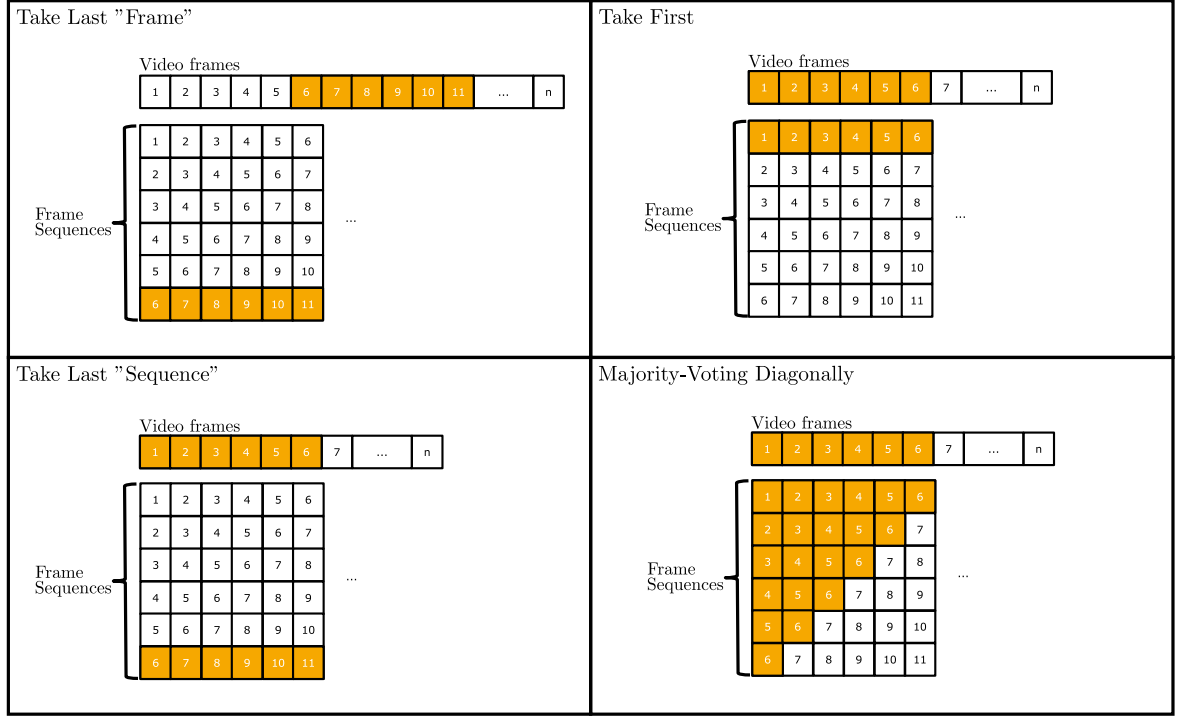 Take Last "Frame"
Video frames
1 2 3 4 5 6 7 8 9 10 11 ... n
1 2 3 4 5 6
2 3 4 5 6 7
3 4 5 6 7 8
4 5 6 7 8 9
5 6 7 8 9 10
6 7 8 9 10 11
Frame
Sequences
...
Take First
Video frames
1 2 3 4 5 6 7 ... n
1 2 3 4 5 6
2 3 4 5 6 7
3 4 5 6 7 8
4 5 6 7 8 9
5 6 7 8 9 10
6 7 8 9 10 11
Frame
Sequences
...
Take Last "Sequence"
Video frames
1 2 3 4 5 6 7 ... n
1 2 3 4 5 6
2 3 4 5 6 7
3 4 5 6 7 8
4 5 6 7 8 9
5 6 7 8 9 10
6 7 8 9 10 11
Frame
Sequences
...
Majority-Voting Diagonally
Video frames
1 2 3 4 5 6 7 ... n
1 2 3 4 5 6
2 3 4 5 6 7
3 4 5 6 7 8
4 5 6 7 8 9
5 6 7 8 9 10
6 7 8 9 10 11
Frame
Sequences
...